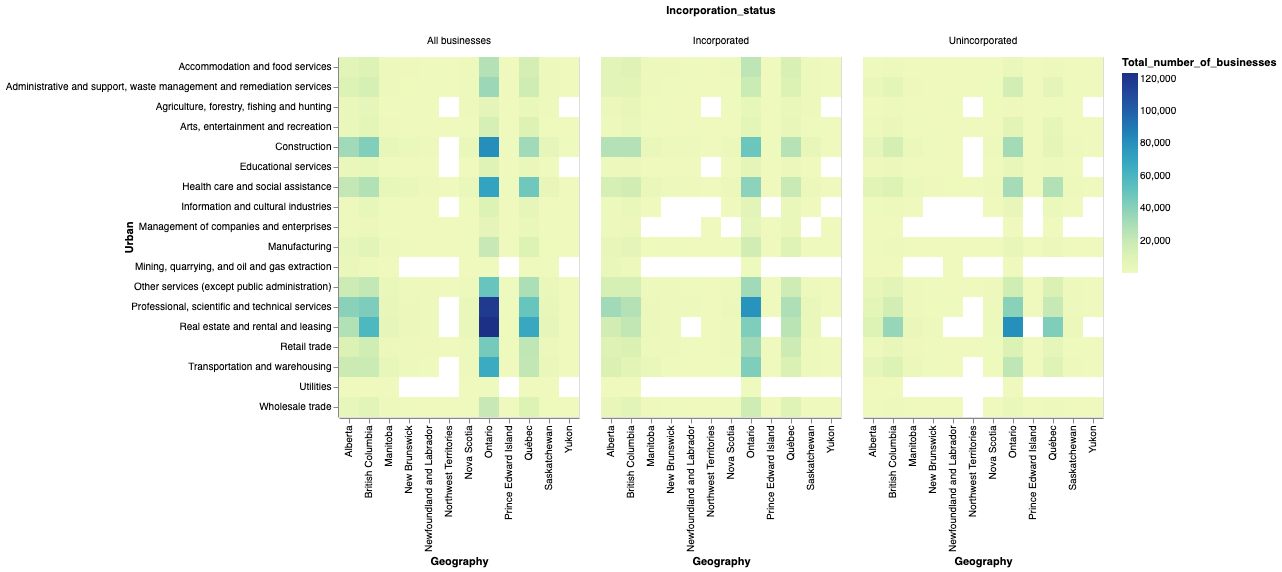 Incorporation_status
All businesses
Incorporated
Unincorporated
Total_number_of_businesses
120,000
100,000
80,000
60,000
40,000
20,000
Urban
Accommodation and food services
Administrative and support, waste management and remediation services
Agriculture, forestry, fishing and hunting
Arts, entertainment and recreation
Construction
Educational services
Health care and social assistance
Information and cultural industries
Management of companies and enterprises
Manufacturing
Mining, quarrying, and oil and gas extraction
Other services (except public administration)
Professional, scientific and technical services
Real estate and rental and leasing
Retail trade
Transportation and warehousing
Utilities
Wholesale trade
Alberta
British Columbia
Manitoba
New Brunswick
Newfoundland and Labrador
Northwest Territories
Nova Scotia
Ontario
Prince Edward Island
Québec
Saskatchewan
Yukon
Geography
Alberta
British Columbia
Manitoba
New Brunswick
Newfoundland and Labrador
Northwest Territories
Nova Scotia
Ontario
Prince Edward Island
Québec
Saskatchewan
Yukon
Geography
Alberta
British Columbia
Manitoba
New Brunswick
Newfoundland and Labrador
Northwest Territories
Nova Scotia
Ontario
Prince Edward Island
Québec
Saskatchewan
Yukon
Geography